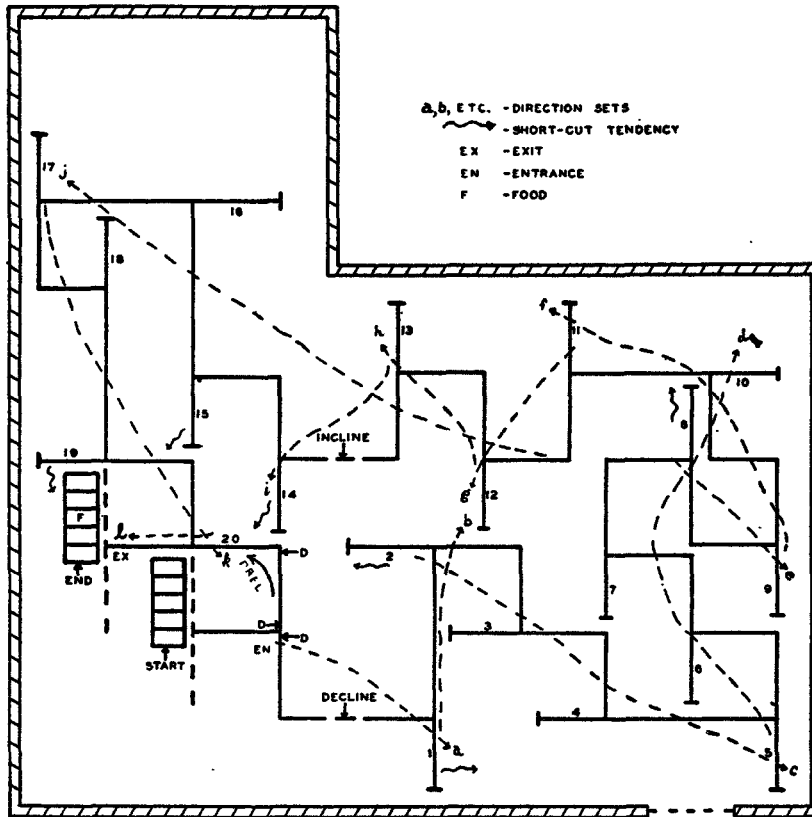 a, b, ETC. - DIRECTION SETS
- SHORT-CUT TENDENCY
EX - EXIT
EN - ENTRANCE
F - FOOD
17
j
16
18
13
h
f
11
d
10
15
8
INCLINE
19
i
14
g
12
b
F
l
20
k
END
EX
D
2
7
9
e
PREL
START
D
D
EN
3
6
DECLINE
4
1
a
5
c